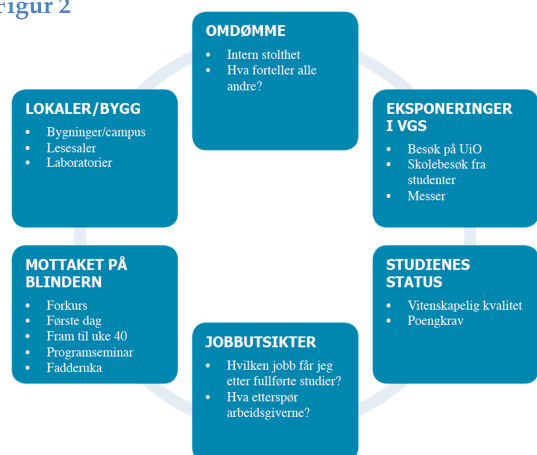 Figur 2
OMDØMME
• Intern stolthet
• Hva forteller alle
andre?
EKSPONERINGER
I VGS
• Besøk på UiO
• Skolebesøk fra
studenter
• Messer
STUDIENES
STATUS
• Vitenskapelig kvalitet
• Poengkrav
JOBBUTSIKTER
• Hvilken jobb får jeg
etter fullførte studier?
• Hva etterspør
arbeidsgiverne?
MOTTAKET PÅ
BLINDERN
• Forkurs
• Første dag
• Fram til uke 40
• Programseminar
• Fadderuka
LOKALER/BYGG
• Bygninger/campus
• Lesesaler
• Laboratorier